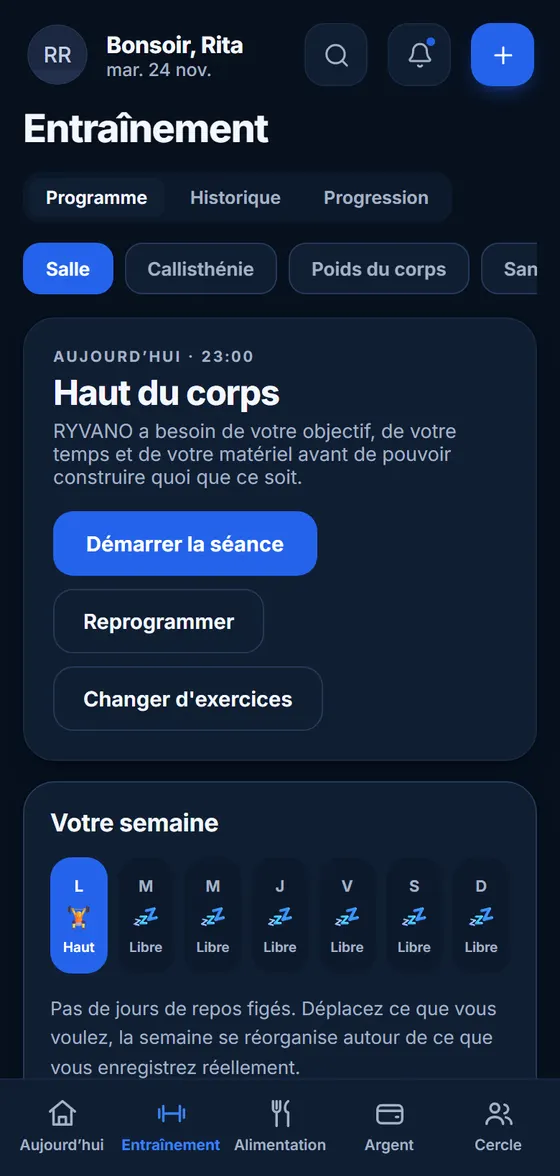 RR
Bonsoir, Rita
mar. 24 nov.
Entraînement
Programme
Historique
Progression
Salle
Callisthénie
Poids du corps
San
AUJOURD’HUI · 23:00
Haut du corps
RYVANO a besoin de votre objectif, de votre
temps et de votre matériel avant de pouvoir
construire quoi que ce soit.
Démarrer la séance
Reprogrammer
Changer d'exercices
Votre semaine
L
M
M
J
V
S
D
Haut
Libre
Libre
Libre
Libre
Libre
Libre
Pas de jours de repos figés. Déplacez ce que vous
voulez, la semaine se réorganise autour de ce que
vous enregistrez réellement.
Aujourd’hui
Entraînement
Alimentation
Argent
Cercle